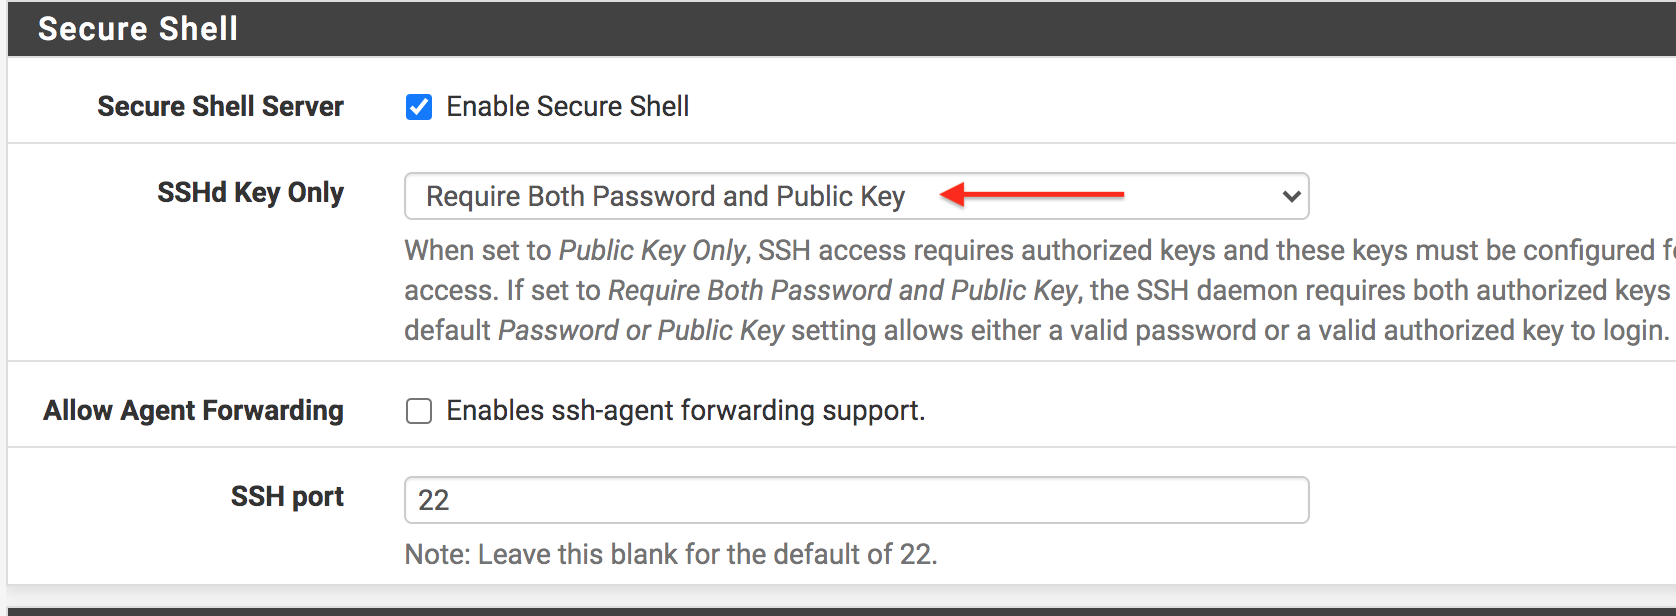 Secure Shell
Secure Shell Server
Enable Secure Shell
SSHd Key Only
Require Both Password and Public Key
When set to Public Key Only, SSH access requires authorized keys and these keys must be configured
access. If set to Require Both Password and Public Key, the SSH daemon requires both authorized keys
default Password or Public Key setting allows either a valid password or a valid authorized key to login.
Allow Agent Forwarding
Enables ssh-agent forwarding support.
SSH port
22
Note: Leave this blank for the default of 22.